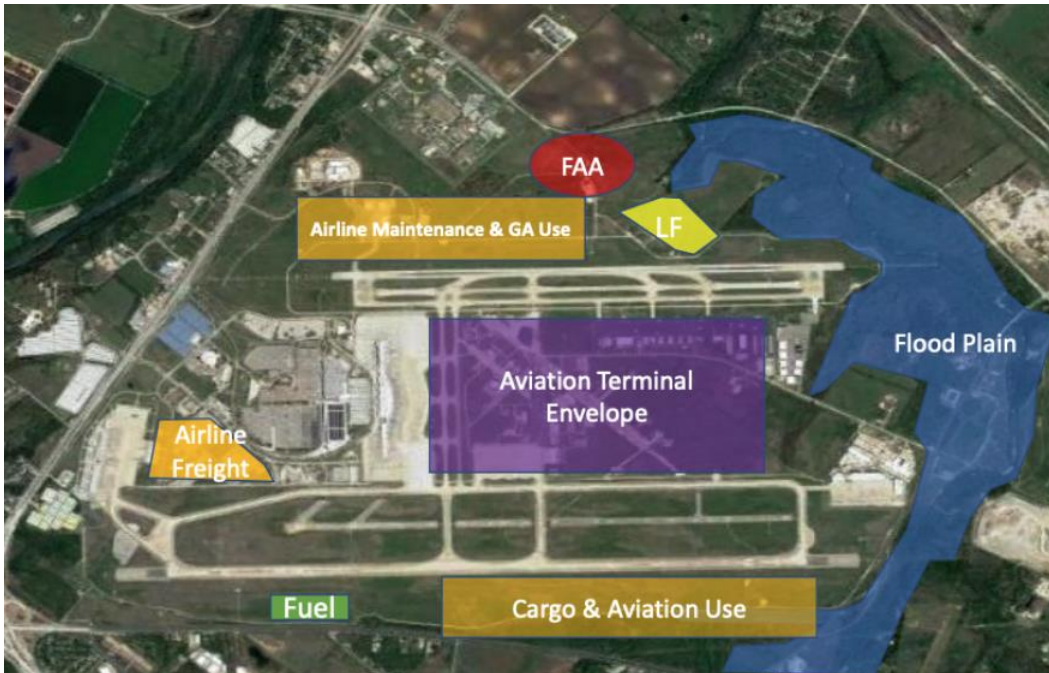 FAA
Airline Maintenance & GA Use
LF
Flood Plain
Aviation Terminal
Envelope
Airline
Freight
Fuel
Cargo & Aviation Use